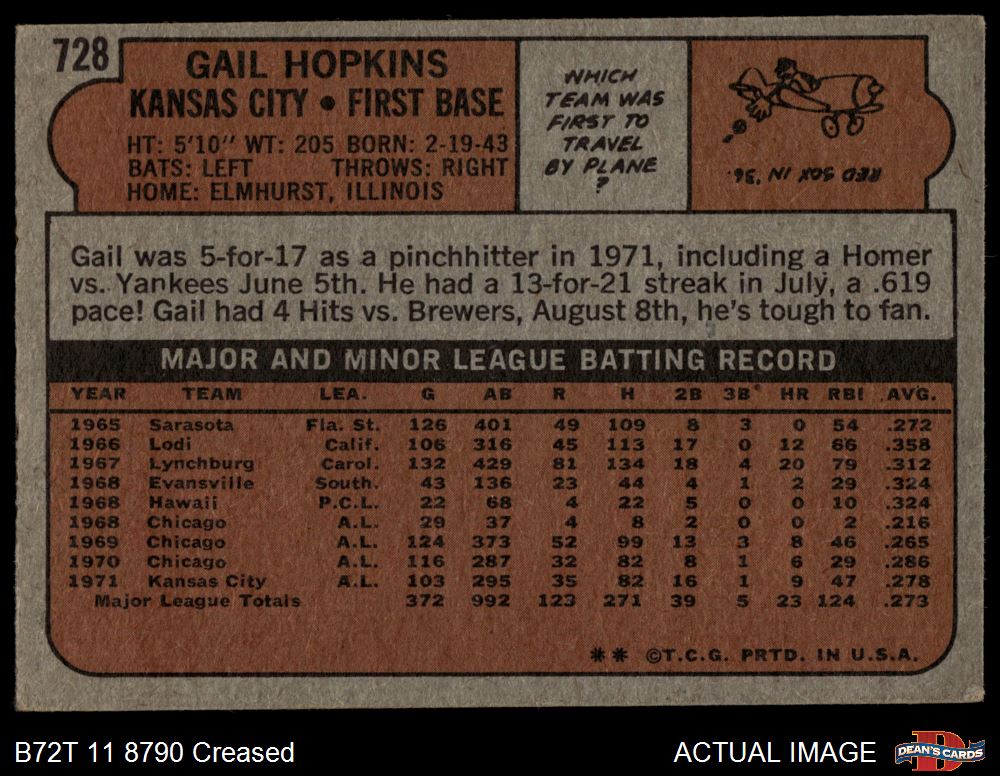 728
GAIL HOPKINS
KANSAS CITY • FIRST BASE
HT: 5'10" WT: 205 BORN: 2-19-43
BATS: LEFT THROWS: RIGHT
HOME: ELMHURST, ILLINOIS
WHICH
TEAM WAS
FIRST TO
TRAVEL
BY PLANE
?
RED SOX IN '36.
Gail was 5-for-17 as a pinchhitter in 1971, including a Homer
vs. Yankees June 5th. He had a 13-for-21 streak in July, a .619
pace! Gail had 4 Hits vs. Brewers, August 8th, he's tough to fan.
MAJOR AND MINOR LEAGUE BATTING RECORD
YEAR TEAM LEA. G AB R H 2B 3B HR RBI AVG.
1965 Sarasota Fla. St. 126 401 49 109 8 3 0 54 .272
1966 Lodi Calif. 106 316 45 113 17 0 12 66 .358
1967 Lynchburg Carol. 132 429 81 134 18 4 20 79 .312
1968 Evansville South. 43 136 23 44 4 1 2 29 .324
1968 Hawaii P.C.L. 22 68 4 22 5 0 0 10 .324
1968 Chicago A.L. 29 37 4 8 2 0 0 2 .216
1969 Chicago A.L. 124 373 52 99 13 3 8 46 .265
1970 Chicago A.L. 116 287 32 82 8 1 6 29 .286
1971 Kansas City A.L. 103 295 35 82 16 1 9 47 .278
Major League Totals 372 992 123 271 39 5 23 124 .273
** ©T.C.G. PRTD. IN U.S.A.
B72T 11 8790 Creased
ACTUAL IMAGE
DEAN'S CARDS